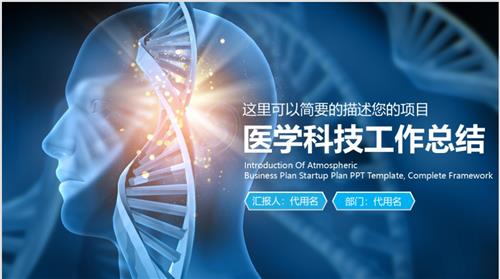 这里可以简要的描述您的项目
医学科技工作总结
Introduction Of Atmospheric
Business Plan Startup Plan PPT Template, Complete Framework
汇报人：代用名
部门：代用名